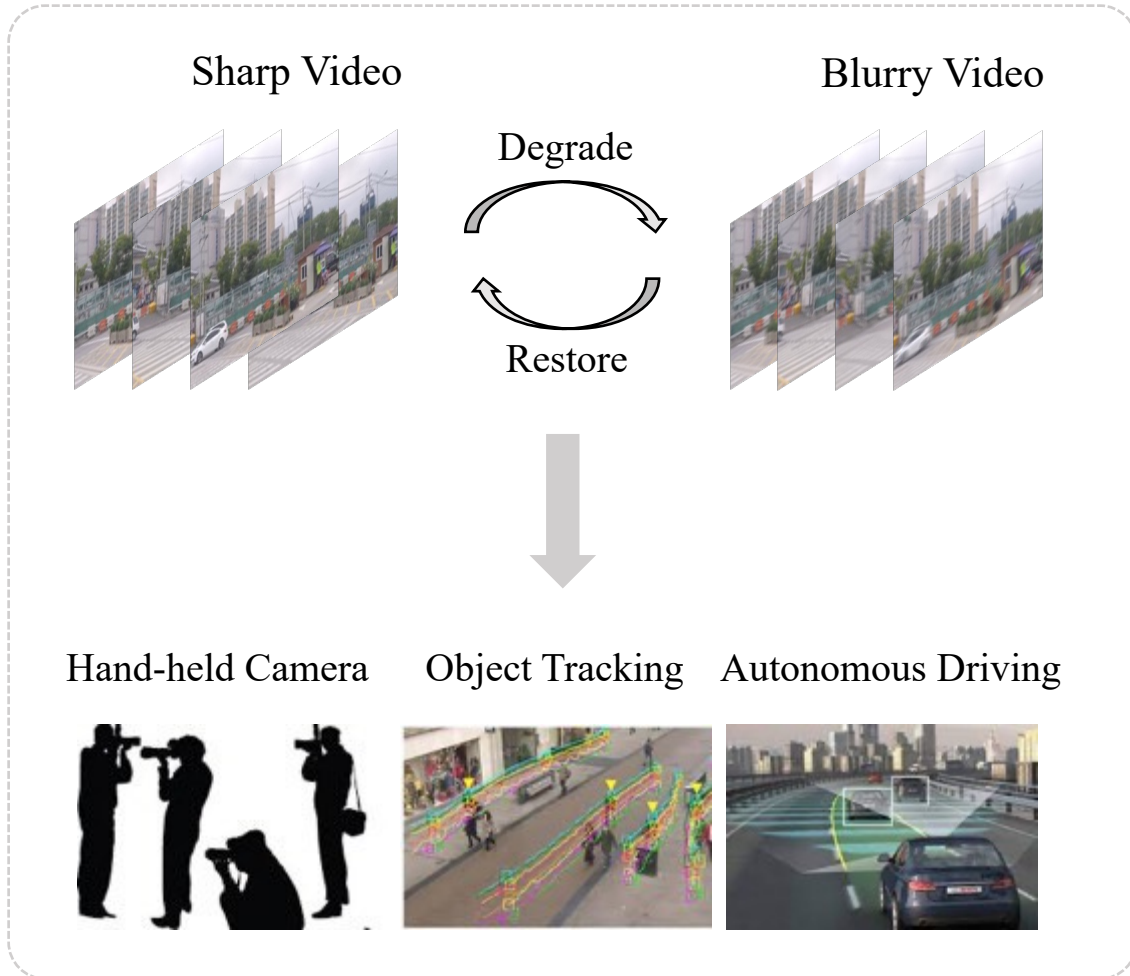 Sharp Video
Blurry Video
Degrade
Restore
Hand-held Camera
Object Tracking
Autonomous Driving